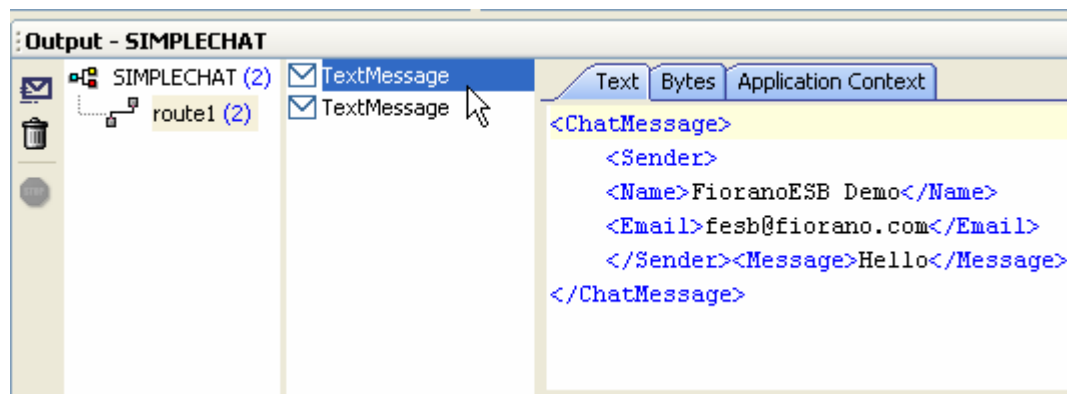 Output - SIMPLECHAT
SIMPLECHAT (2)
route1 (2)
STOP
TextMessage
TextMessage
Text
Bytes
Application Context
<ChatMessage>
<Sender>
<Name>FioranoESB Demo</Name>
<Email>fesb@fiorano.com</Email>
</Sender><Message>Hello</Message>
</ChatMessage>